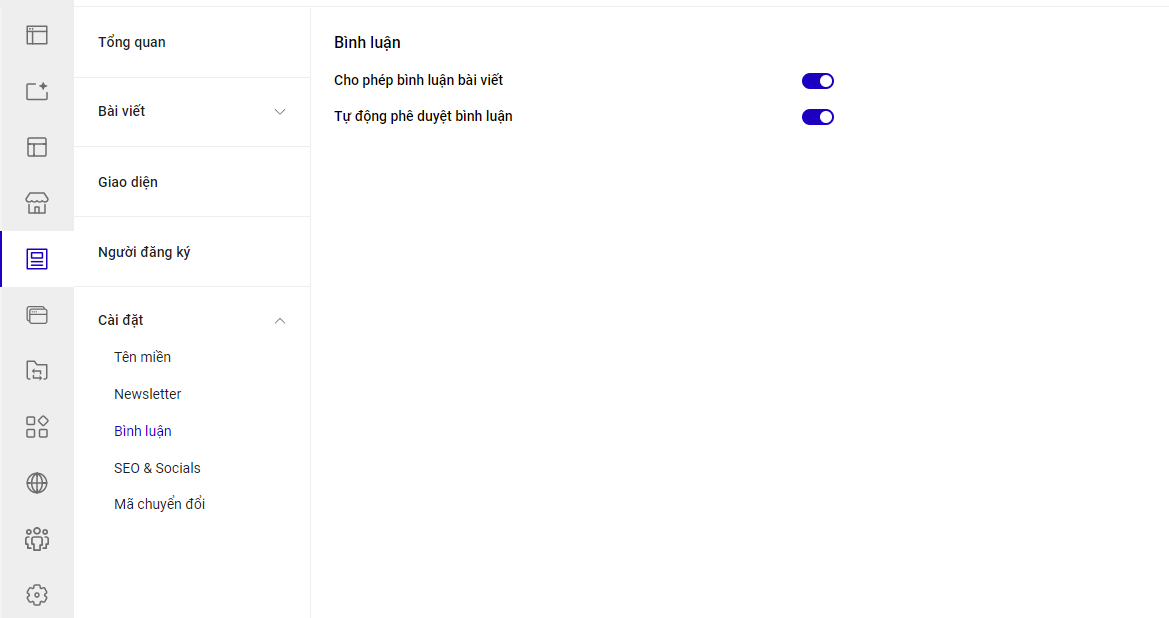 Tổng quan
Bài viết
Giao diện
Người đăng ký
Cài đặt
Tên miền
Newsletter
Bình luận
SEO & Socials
Mã chuyển đổi
Bình luận
Cho phép bình luận bài viết
Tự động phê duyệt bình luận